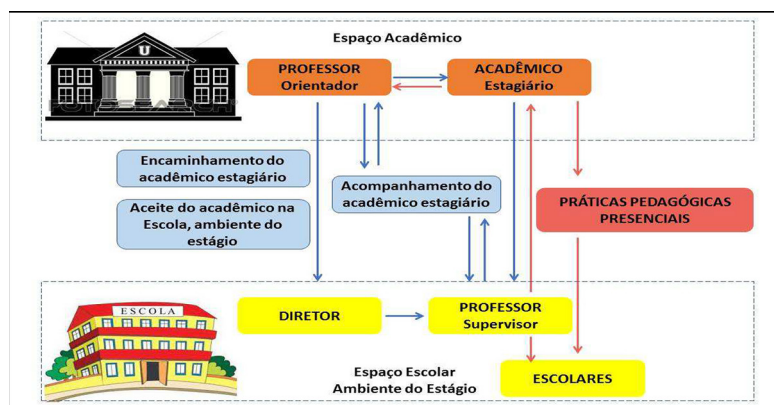 Espaço Acadêmico
U
PROFESSOR
Orientador
ACADÊMICO
Estagiário
Encaminhamento do
acadêmico estagiário
Aceite do acadêmico na
Escola, ambiente do
estágio
Acompanhamento do
acadêmico estagiário
PRÁTICAS PEDAGÓGICAS
PRESENCIAIS
ESCOLA
DIRETOR
PROFESSOR
Supervisor
Espaço Escolar
Ambiente do Estágio
ESCOLARES